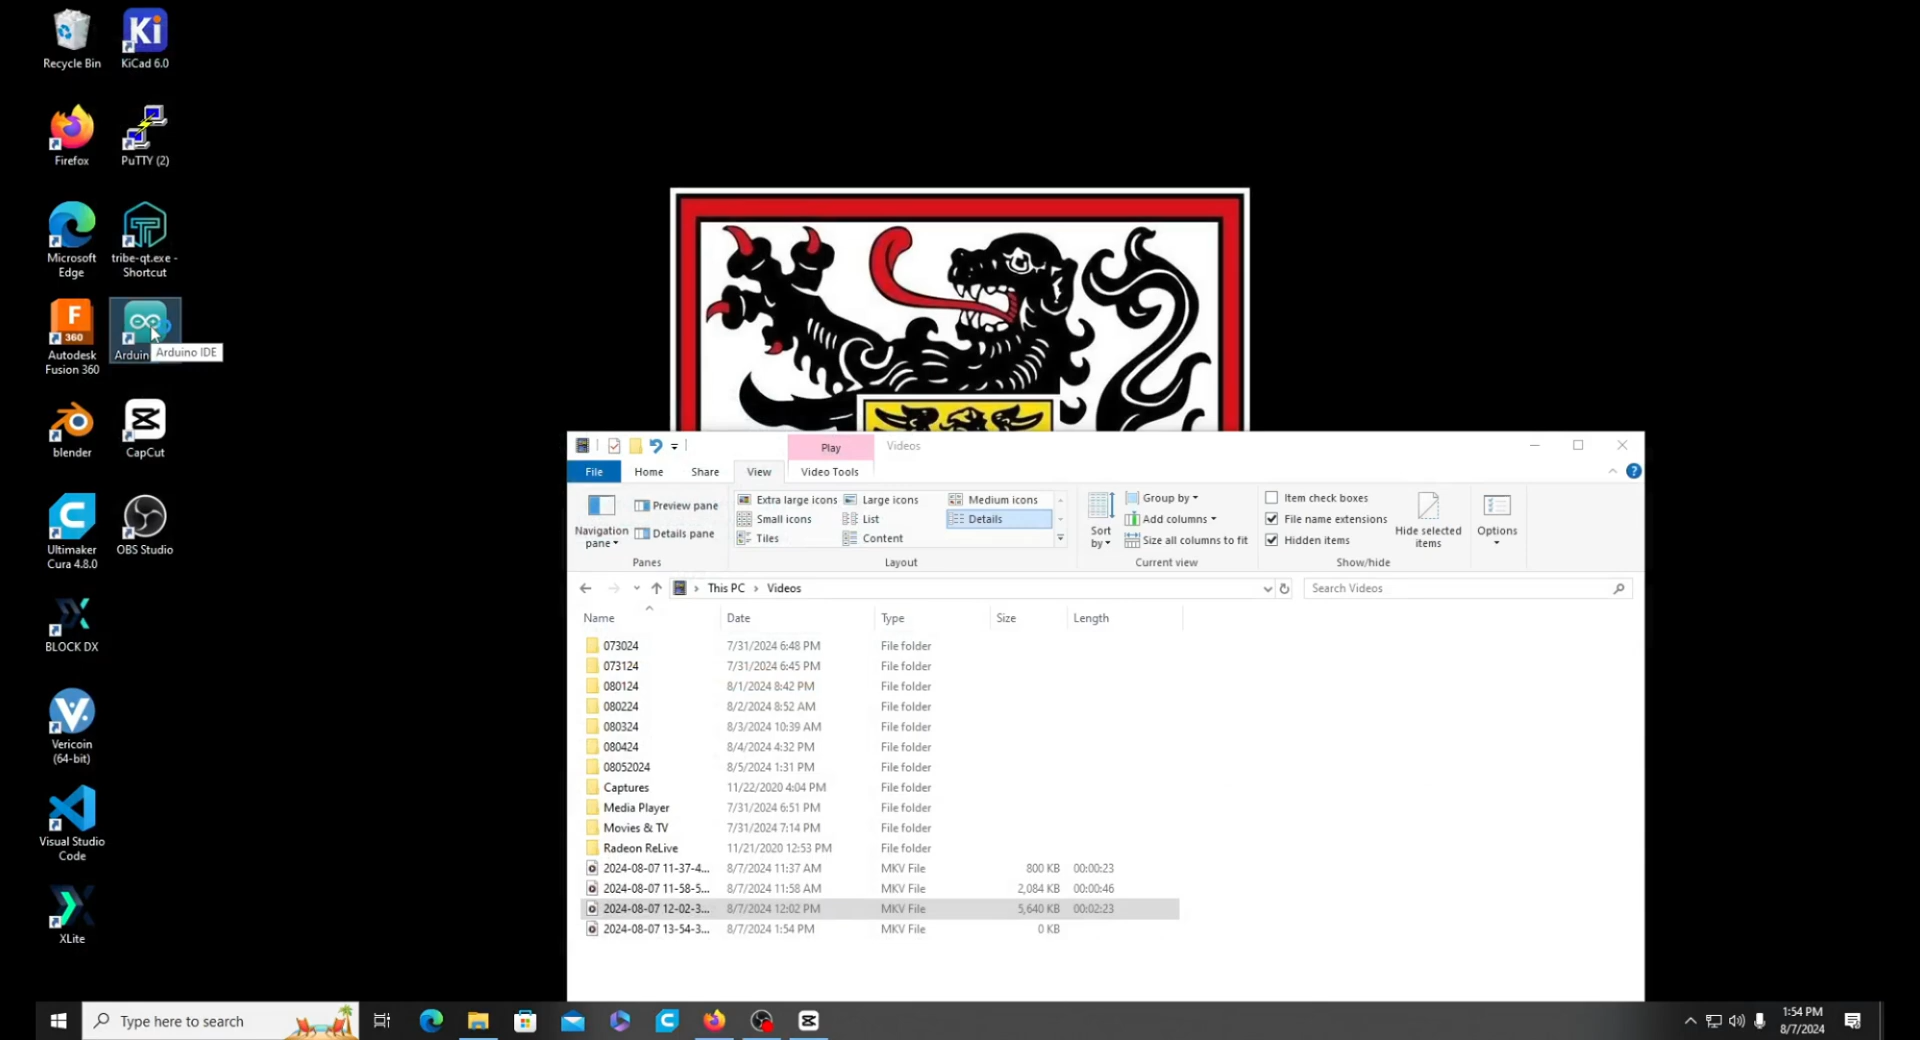 Recycle Bin
Ki
KiCad 6.0
Firefox
PuTTY (2)
Microsoft
Edge
tribe-qt.exe -
Shortcut
F
360
Autodesk
Fusion 360
Arduin
Arduino IDE
blender
CapCut
Ultimaker
Cura 4.8.0
OBS Studio
BLOCK DX
Vericoin
(64-bit)
Visual Studio
Code
XLite
Play
Videos
File
Home
Share
View
Video Tools
Navigation
pane
Preview pane
Details pane
Panes
Extra large icons
Large icons
Medium icons
Small icons
List
Details
Tiles
Content
Layout
Sort
by
Group by
Add columns
Size all columns to fit
Current view
Item check boxes
File name extensions
Hidden items
Hide selected
items
Show/hide
Options
This PC > Videos
Search Videos
Name Date Type Size Length
073024 7/31/2024 6:48 PM File folder
073124 7/31/2024 6:45 PM File folder
080124 8/1/2024 8:42 PM File folder
080224 8/2/2024 8:52 AM File folder
080324 8/3/2024 10:39 AM File folder
080424 8/4/2024 4:32 PM File folder
08052024 8/5/2024 1:31 PM File folder
Captures 11/22/2020 4:04 PM File folder
Media Player 7/31/2024 6:51 PM File folder
Movies & TV 7/31/2024 7:14 PM File folder
Radeon ReLive 11/21/2020 12:53 PM File folder
2024-08-07 11-37-4... 8/7/2024 11:37 AM MKV File 800 KB 00:00:23
2024-08-07 11-58-5... 8/7/2024 11:58 AM MKV File 2,084 KB 00:00:46
2024-08-07 12-02-3... 8/7/2024 12:02 PM MKV File 5,640 KB 00:02:23
2024-08-07 13-54-3... 8/7/2024 1:54 PM MKV File 0 KB
Type here to search
1:54 PM
8/7/2024